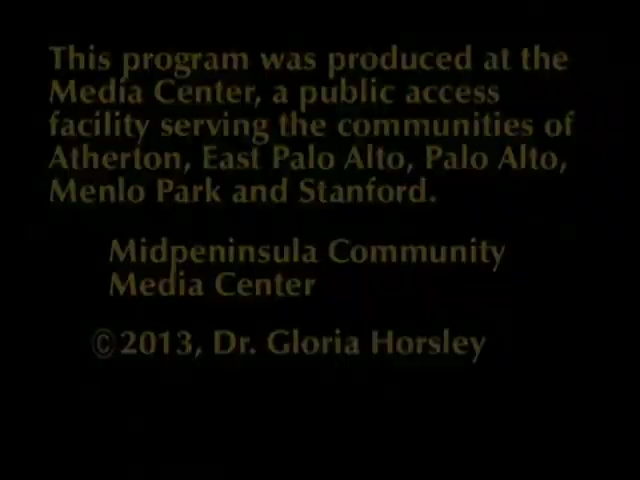 This program was produced at the
Media Center, a public access
facility serving the communities of
Atherton, East Palo Alto, Palo Alto,
Menlo Park and Stanford.
Midpeninsula Community
Media Center
©2013, Dr. Gloria Horsley